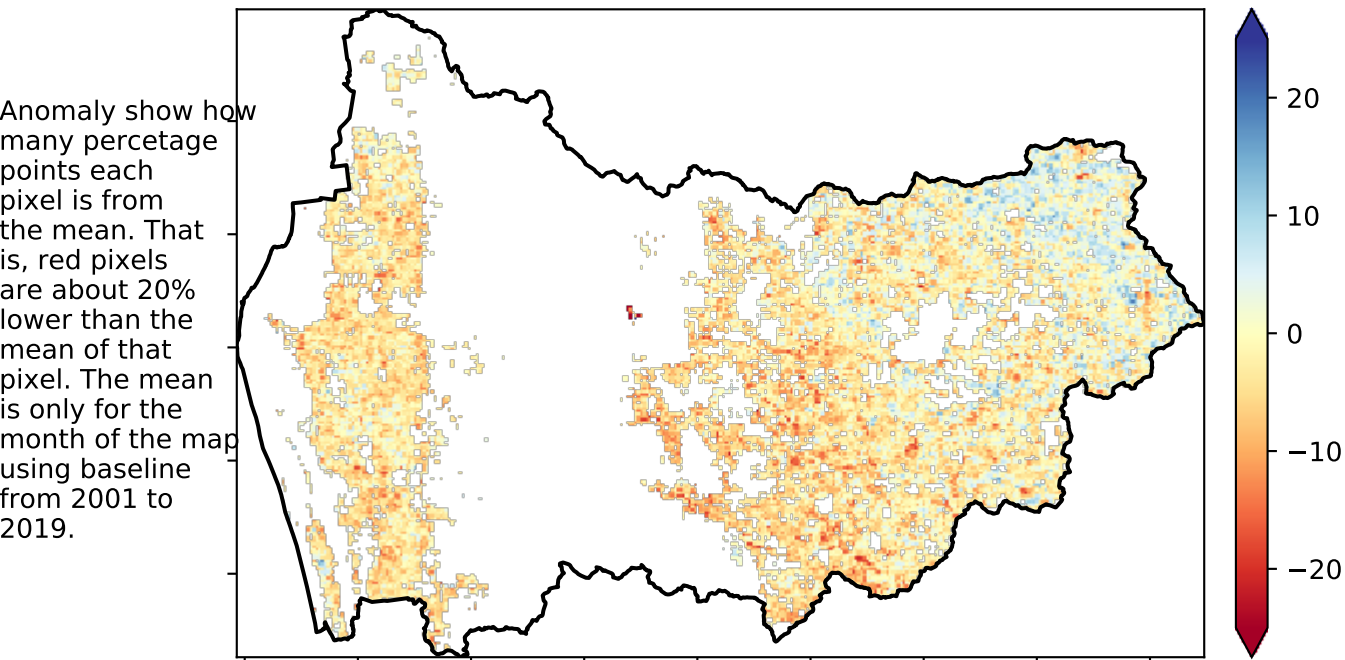 Anomaly show how
many percetage
points each
pixel is from
the mean. That
is, red pixels
are about 20%
lower than the
mean of that
pixel. The mean
is only for the
month of the map
using baseline
from 2001 to
2019.
20
10
0
−10
−20